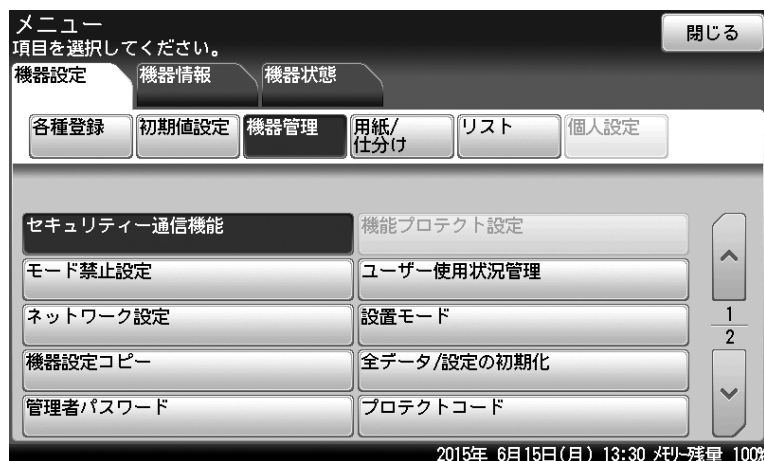 メニュー
項目を選択してください。
閉じる
機器設定
機器情報
機器状態
各種登録
初期値設定
機器管理
用紙/
仕分け
リスト
個人設定
セキュリティー通信機能
機能プロテクト設定
モード禁止設定
ユーザー使用状況管理
ネットワーク設定
設置モード
機器設定コピー
全データ/設定の初期化
管理者パスワード
プロテクトコード
1
2
2015年 6月15日(月) 13:30 メモリー残量 100%